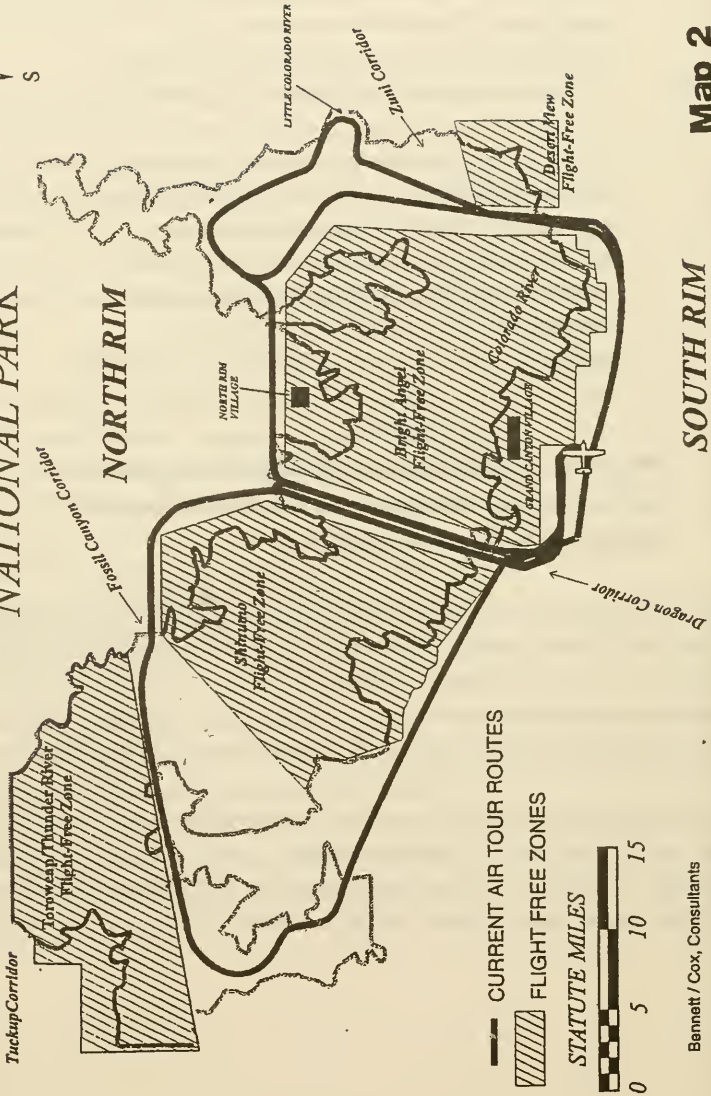 S
NATIONAL PARK
NORTH RIM
LITTLE COLORADO RIVER
Zuni Corridor
Desert View
Flight-Free Zone
NORTH RIM
VILLAGE
Fossil Canyon Corridor
Bright Angel
Flight-Free Zone
Colorado River
GRAND CANYON VILLAGE
Shinumo
Flight-Free Zone
Toroweap/Thunder River
Flight-Free Zone
TuckupCorridor
Dragon Corridor
SOUTH RIM
Map 2
CURRENT AIR TOUR ROUTES
FLIGHT FREE ZONES
STATUTE MILES
0 5 10 15
Bennett / Cox, Consultants